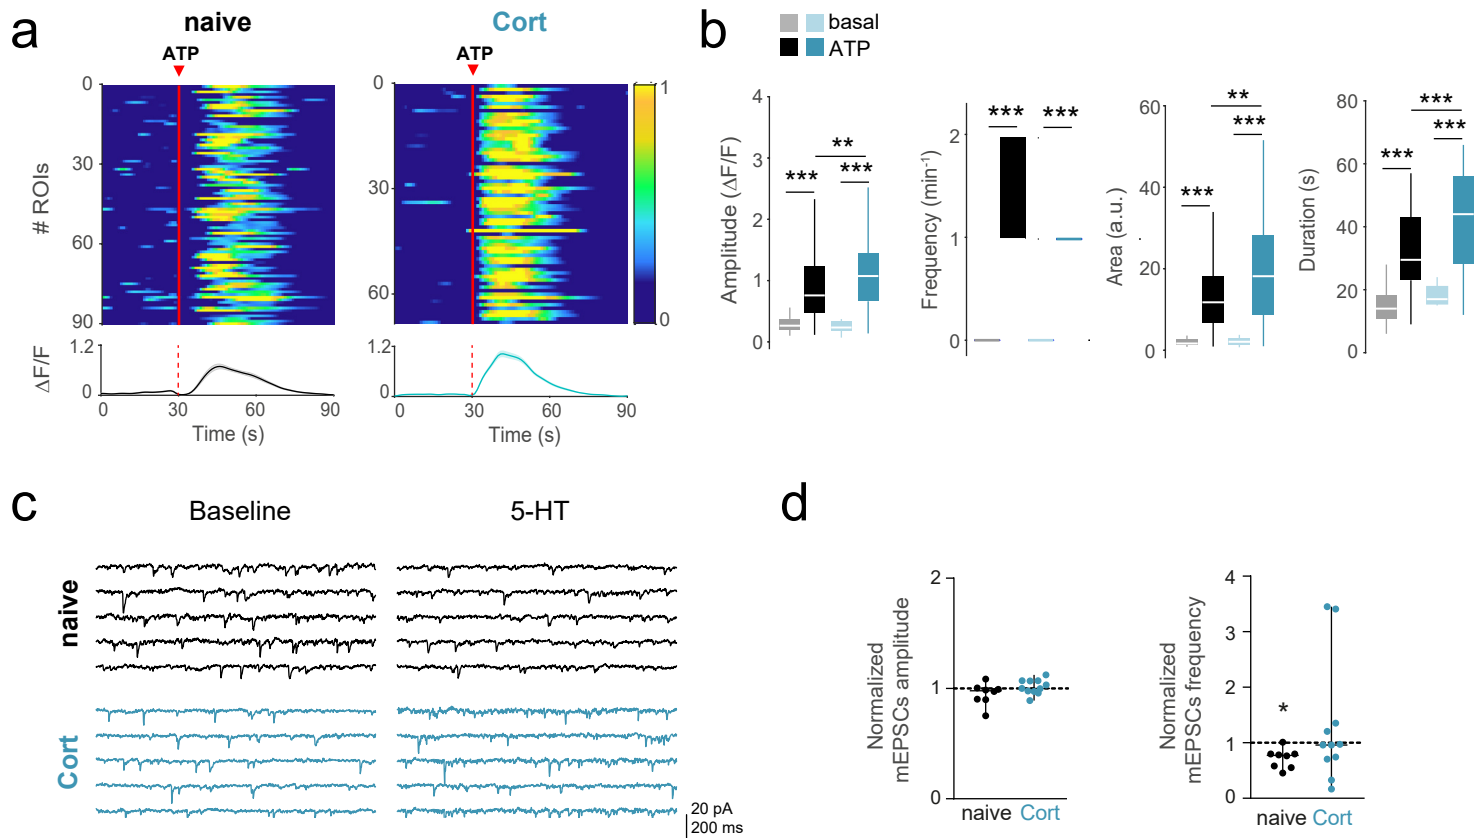 a
naive
Cort
ATP
ATP
# ROIs
0
30
60
90
0
30
60
1
0
ΔF/F
1.2
0
1.2
0
0 30 60 90
0 30 60 90
Time (s)
Time (s)
b
basal
ATP
Amplitude (ΔF/F)
4
3
2
1
0
***
**
***
Frequency (min⁻¹)
2
1
0
***
***
Area (a.u.)
60
40
20
0
***
**
***
Duration (s)
80
60
40
20
0
***
***
***
c
Baseline
5-HT
naive
Cort
20 pA
200 ms
d
Normalized
mEPSCs amplitude
2
1
0
naive Cort
Normalized
mEPSCs frequency
4
3
2
1
0
*
naive Cort